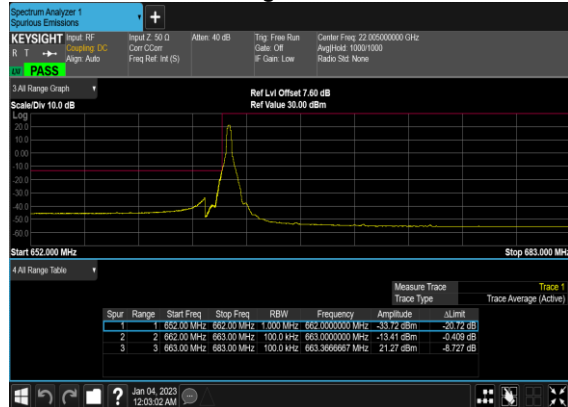 Spectrum Analyzer 1
Spurious Emissions
+
KEYSIGHT Input: RF Input Z: 50 Ω Atten: 40 dB Trig: Free Run Center Freq: 22.005000000 GHz
R T Coupling: DC Corr CCorr Gate: Off Avg|Hold: 1000/1000
Align: Auto Freq Ref: Int (S) IF Gain: Low Radio Std: None
PASS
3 All Range Graph Ref Lvl Offset 7.60 dB
Scale/Div 10.0 dB Ref Value 30.00 dBm
Log
20.0
10.0
0.00
-10.0
-20.0
-30.0
-40.0
-50.0
-60.0
Start 652.000 MHz Stop 683.000 MHz
4 All Range Table
Measure Trace Trace 1
Trace Type Trace Average (Active)
Spur Range Start Freq Stop Freq RBW Frequency Amplitude ΔLimit
1 1 652.00 MHz 662.00 MHz 1.000 MHz 662.0000000 MHz -33.72 dBm -20.72 dB
2 2 662.00 MHz 663.00 MHz 100.0 kHz 663.0000000 MHz -13.41 dBm -0.409 dB
3 3 663.00 MHz 683.00 MHz 100.0 kHz 663.3666667 MHz 21.27 dBm -8.727 dB
? Jan 04, 2023
12:03:02 AM